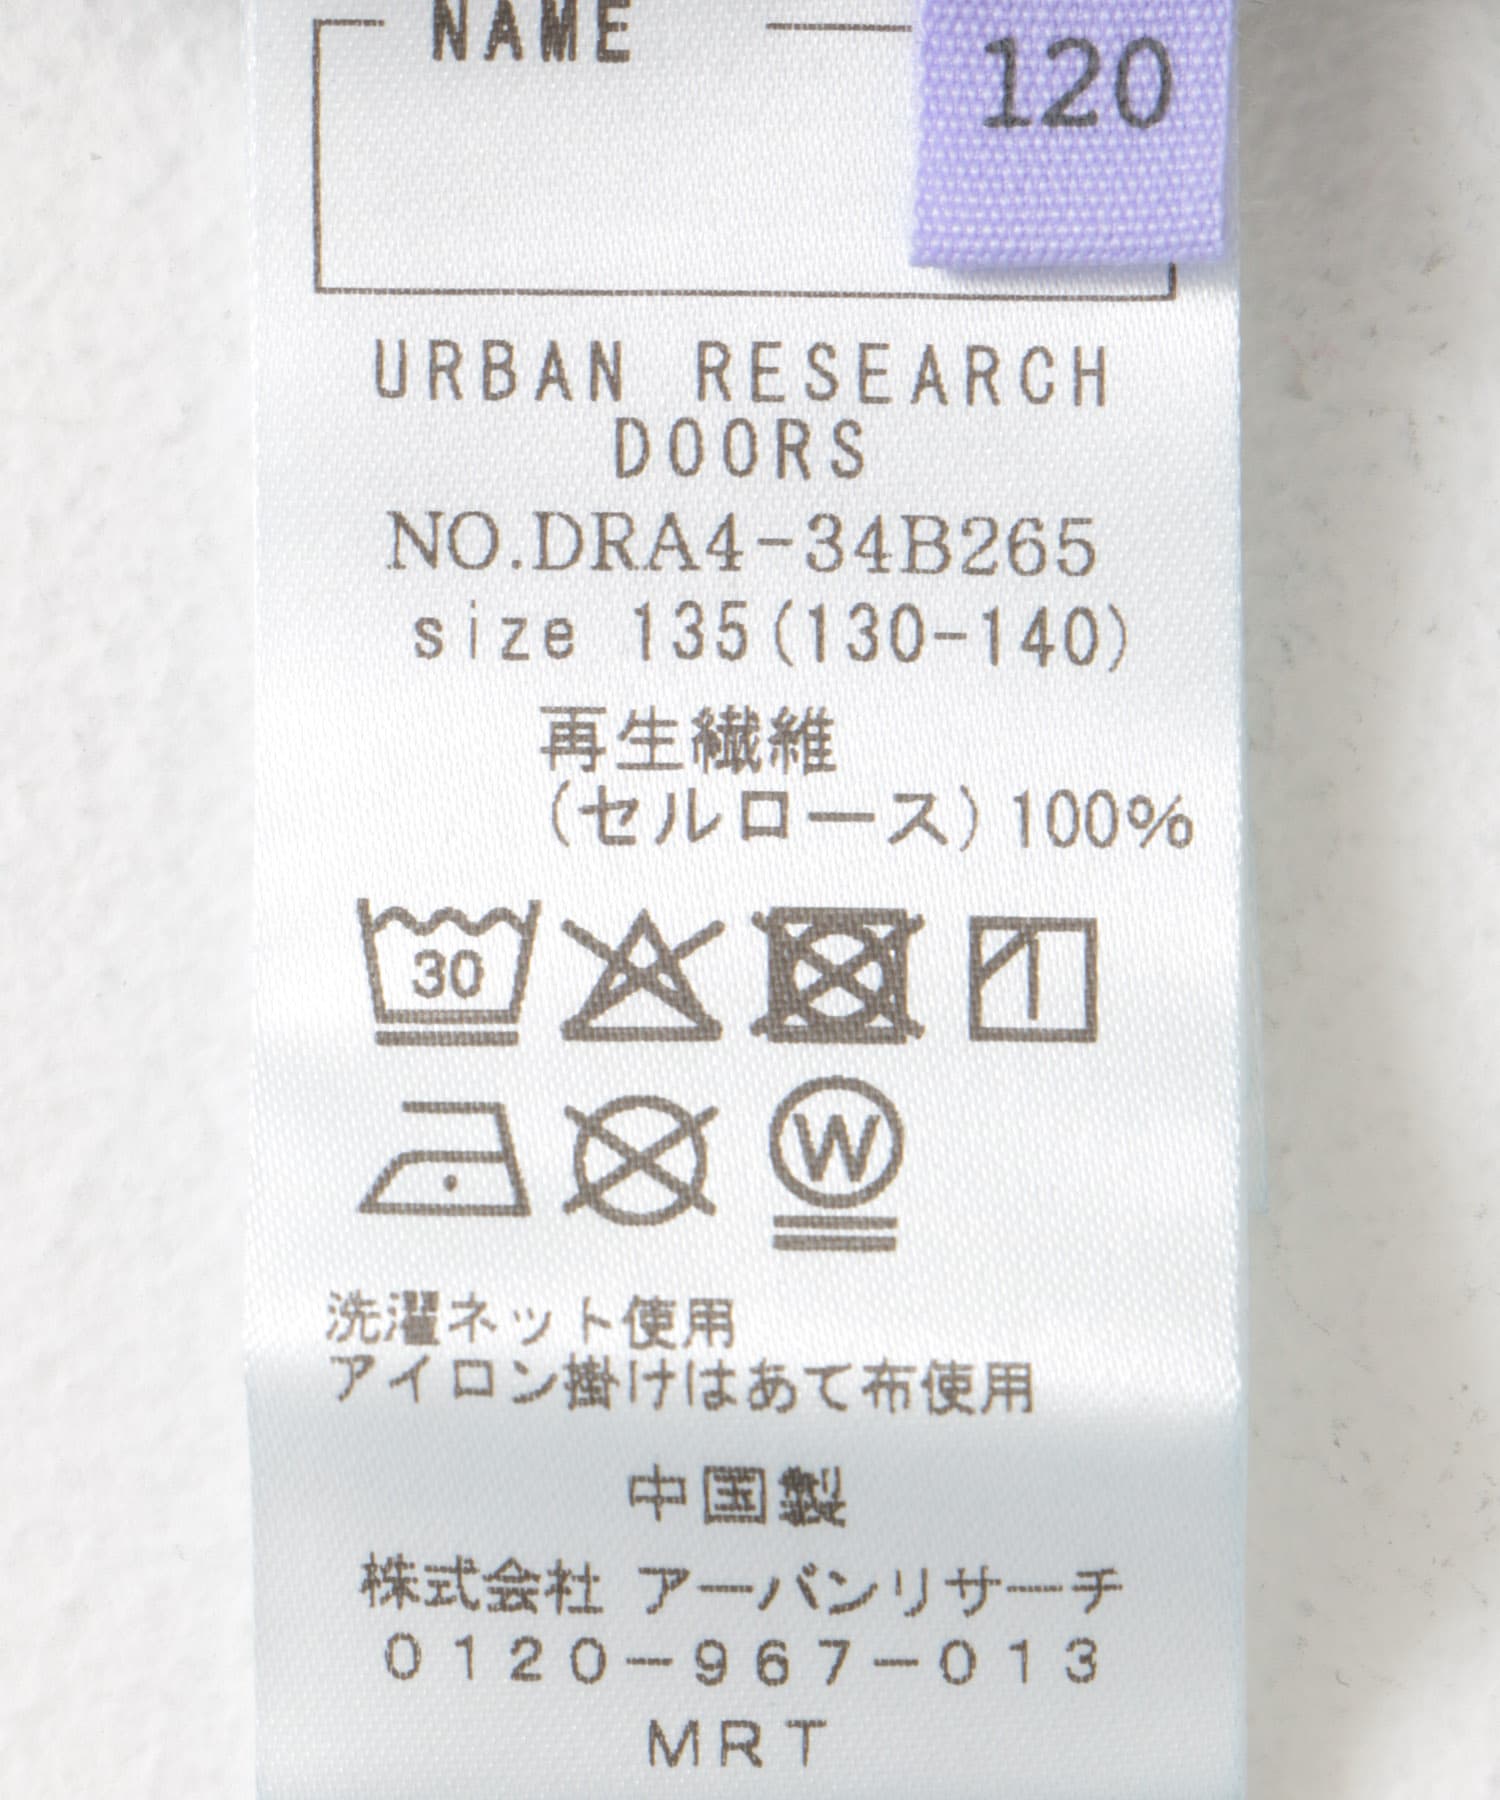 NAME
120
URBAN RESEARCH
DOORS
NO.DRA4-34B265
size 135(130-140)
再生繊維
(セルロース)100%
30
W
洗濯ネット使用
アイロン掛けはあて布使用
中国製
株式会社 アーバンリサーチ
0120-967-013
MRT